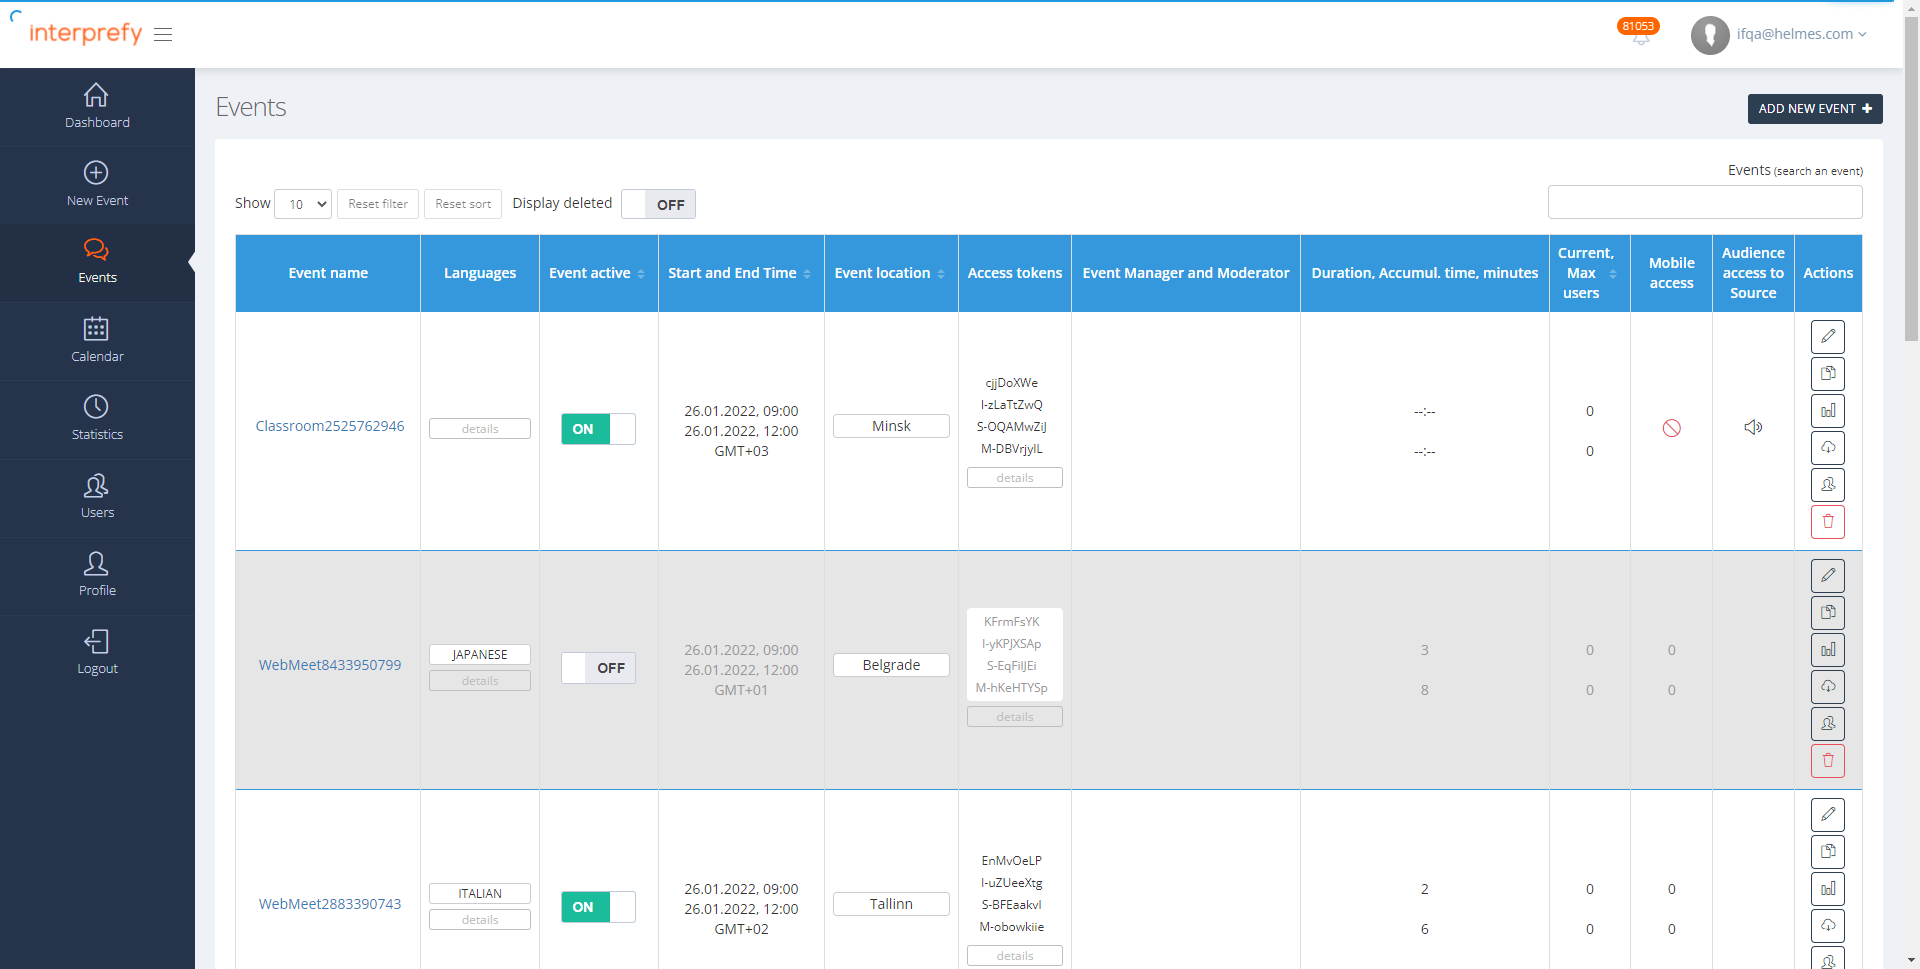 interprefy
81053
ifqa@helmes.com
Dashboard
New Event
Events
Calendar
Statistics
Users
Profile
Logout
Events
ADD NEW EVENT
Events (search an event)
Show 10 Reset filter Reset sort Display deleted OFF
Event name Languages Event active Start and End Time Event location Access tokens Event Manager and Moderator Duration, Accumul. time, minutes Current, Max users Mobile access Audience access to Source Actions
Classroom2525762946
details
ON
26.01.2022, 09:00
26.01.2022, 12:00
GMT+03
Minsk
cjjDoXWe
I-zLaTtZwQ
S-OQAMwZiJ
M-DBVrjyIL
details
--:--
--:--
0
0
WebMeet8433950799
JAPANESE
details
OFF
26.01.2022, 09:00
26.01.2022, 12:00
GMT+01
Belgrade
KFrmFsYK
I-yKPJXSAp
S-EqFiIJEi
M-hKeHTYSp
details
3
8
0
0
0
0
WebMeet2883390743
ITALIAN
details
ON
26.01.2022, 09:00
26.01.2022, 12:00
GMT+02
Tallinn
EnMvOeLP
I-uZUeeXtg
S-BFEaakvI
M-obowkiie
details
2
6
0
0
0
0